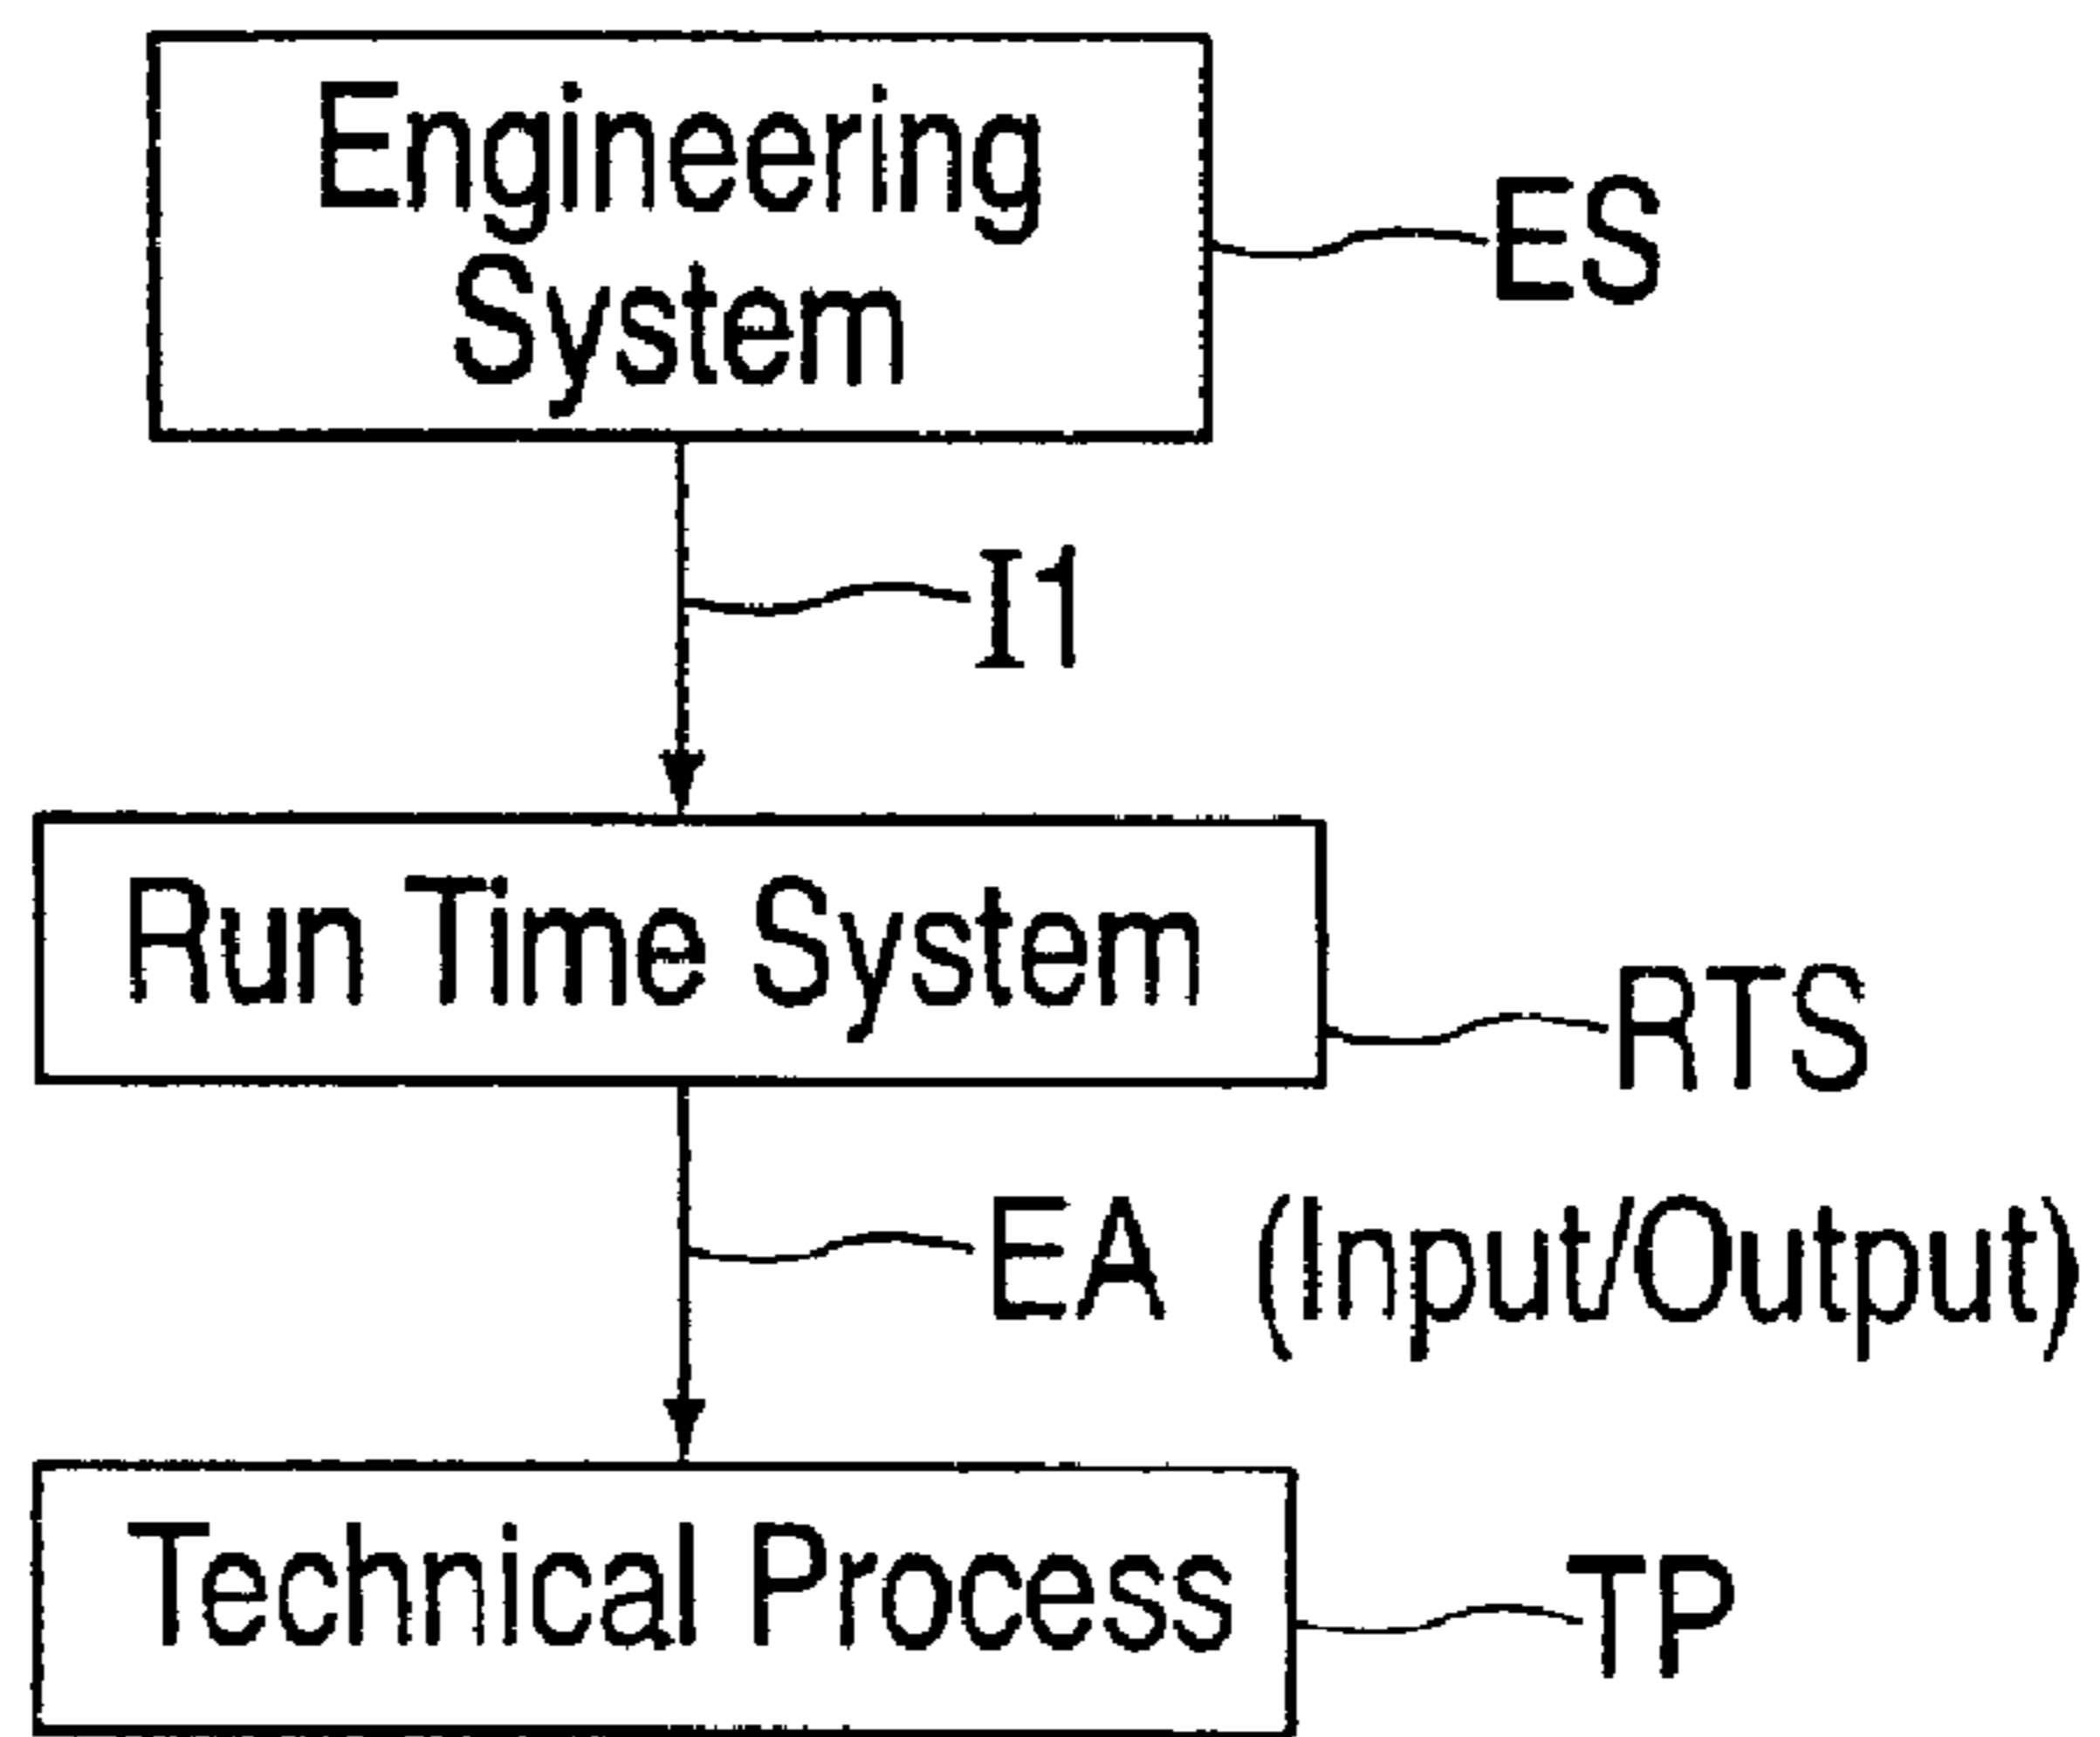 Engineering
System
ES
I1
Run Time System
RTS
EA (Input/Output)
Technical Process
TP